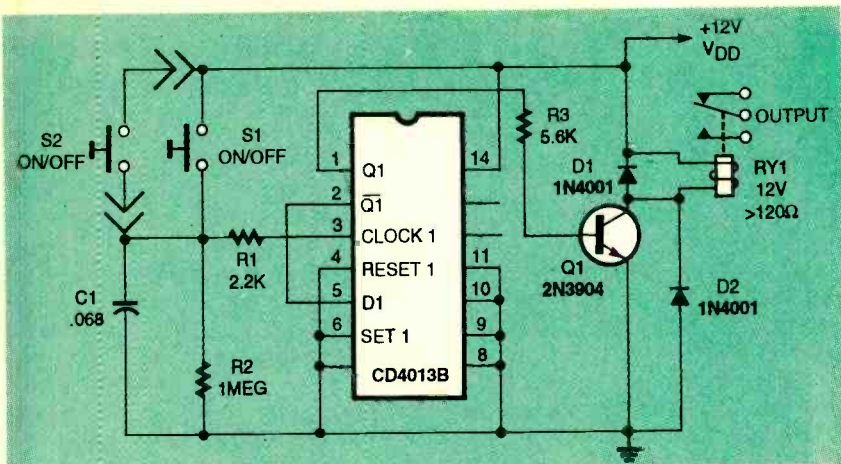 +12V
VDD
S2
ON/OFF
S1
ON/OFF
R3
5.6K
OUTPUT
D1
1N4001
RY1
12V
>120Ω
1
Q1
14
2
Q̅1
3
CLOCK 1
4
RESET 1
11
5
D1
10
6
SET 1
9
8
CD4013B
R1
2.2K
C1
.068
R2
1MEG
Q1
2N3904
D2
1N4001